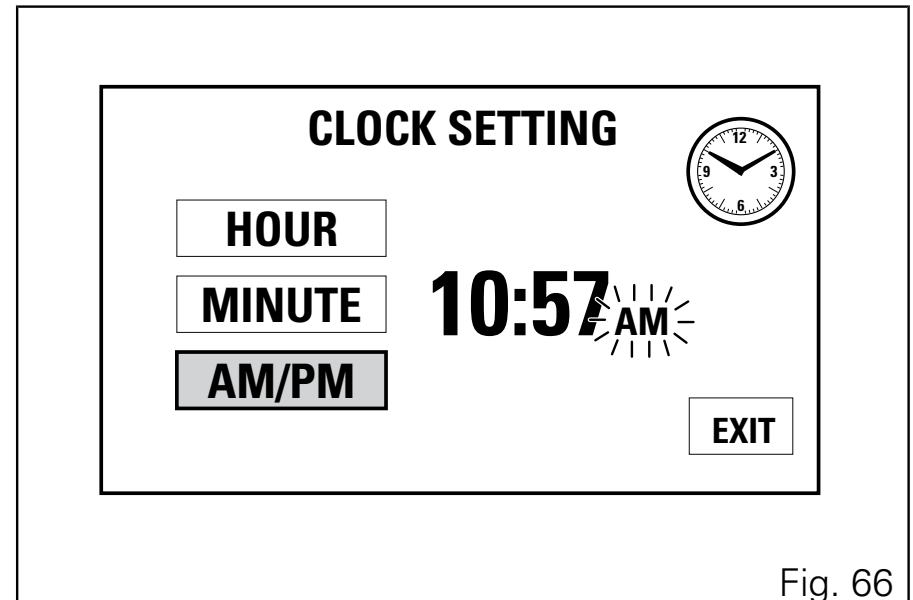 CLOCK SETTING
12
9 3
6
HOUR
MINUTE
AM/PM
10:57 AM
EXIT
Fig. 66